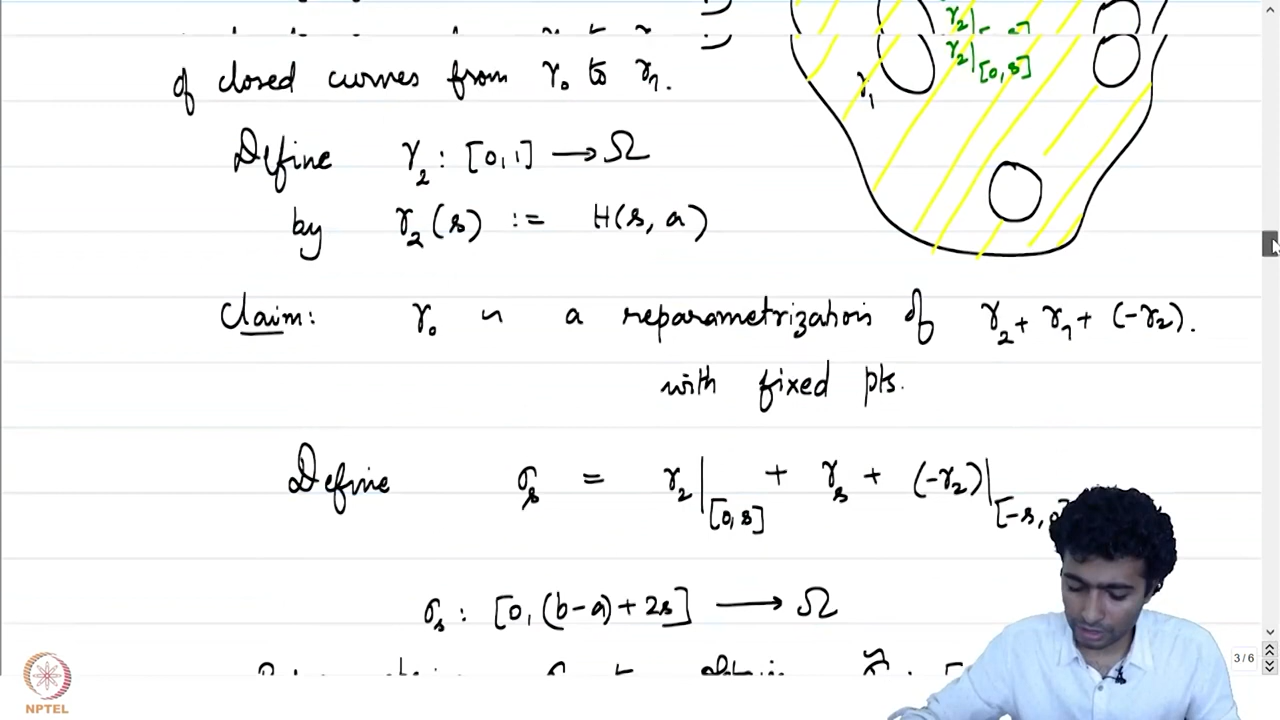 γ₂|[0,s]
of closed curves from γ₀ to γ₁.
γ₁
Define γ₂ : [0,1] → Ω
by γ₂(s) := H(s, a)
Claim: γ₀ ~ a reparametrization of γ₂ + γ₁ + (-γ₂).
with fixed pts.
Define σₛ = γ₂|[0,s] + γₛ + (-γ₂)|[-s,
σₛ : [0, (b-a)+2s] → Ω
3 / 6
NPTEL